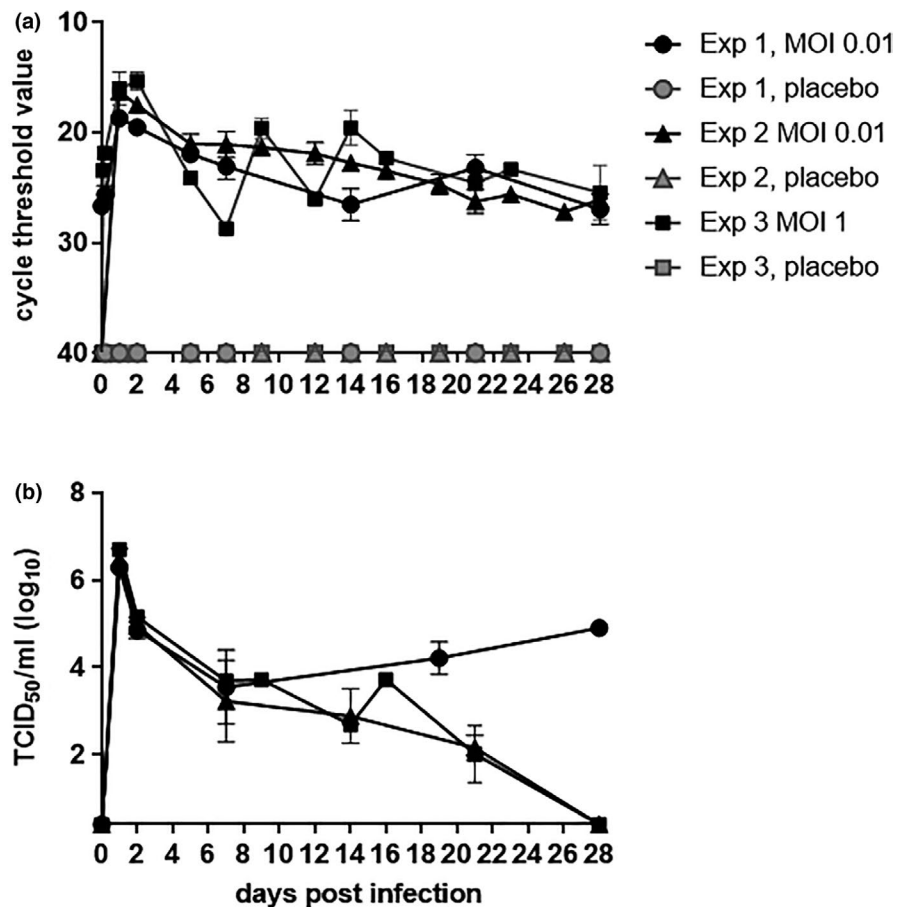 (a)
cycle threshold value
10
20
30
40
0 2 4 6 8 10 12 14 16 18 20 22 24 26 28
Exp 1, MOI 0.01
Exp 1, placebo
Exp 2 MOI 0.01
Exp 2, placebo
Exp 3 MOI 1
Exp 3, placebo
(b)
TCID50/ml (log10)
8
6
4
2
0 2 4 6 8 10 12 14 16 18 20 22 24 26 28
days post infection